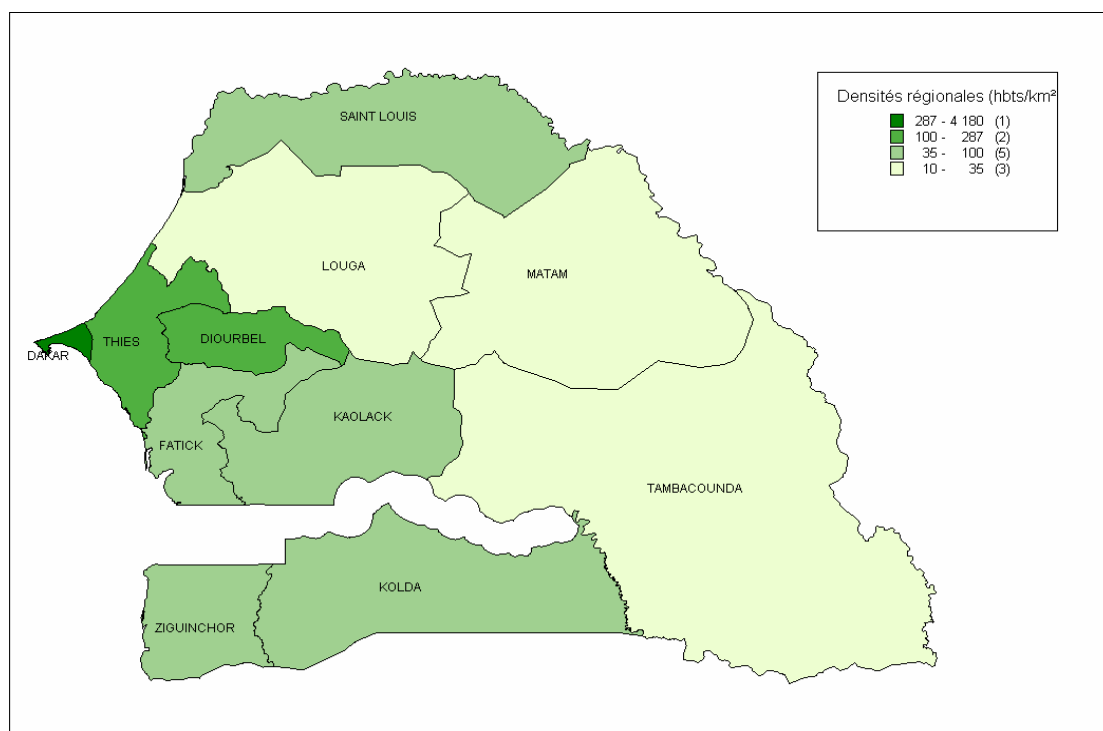 Densités régionales (hbts/km²
287 - 4 180 (1)
100 - 287 (2)
35 - 100 (5)
10 - 35 (3)
SAINT LOUIS
LOUGA
MATAM
THIES
DIOURBEL
DAKAR
KAOLACK
FATICK
TAMBACOUNDA
KOLDA
ZIGUINCHOR